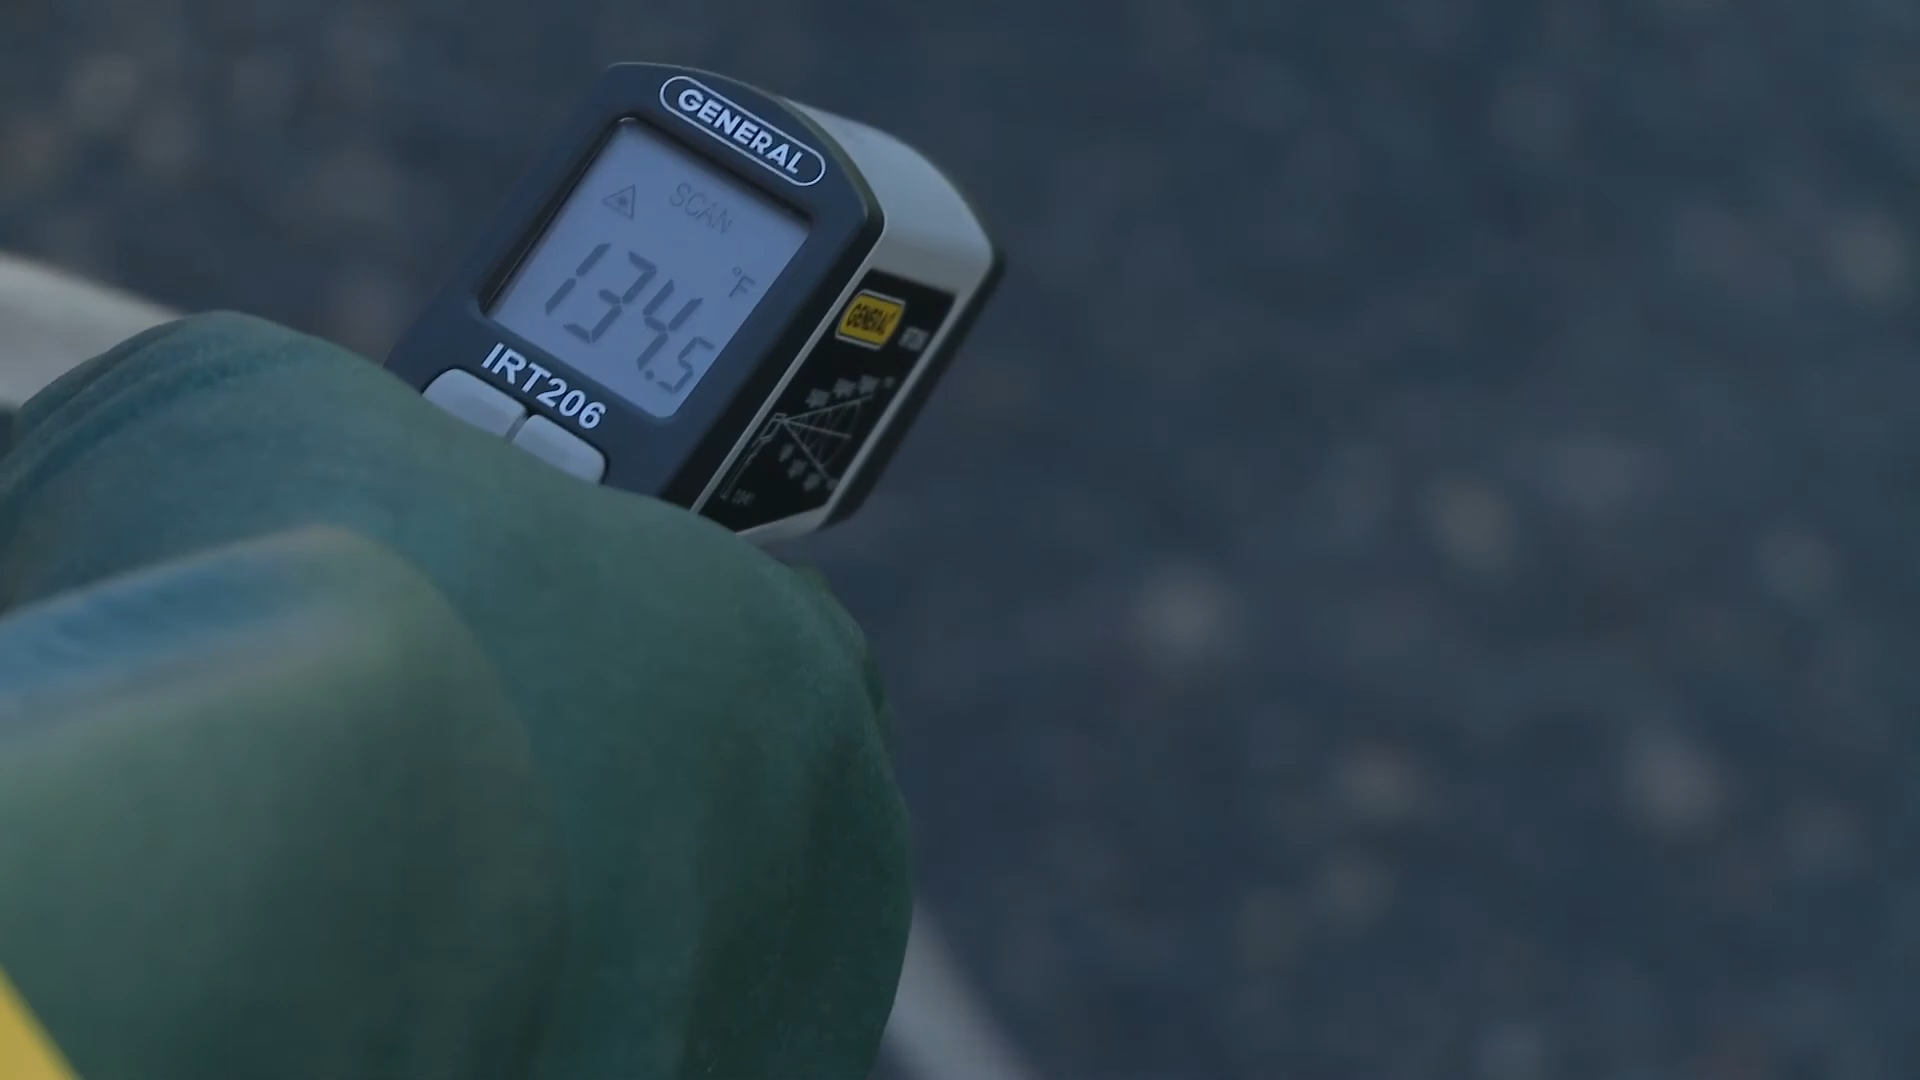 GENERAL
SCAN
°F
134.5
IRT206
GENERAL